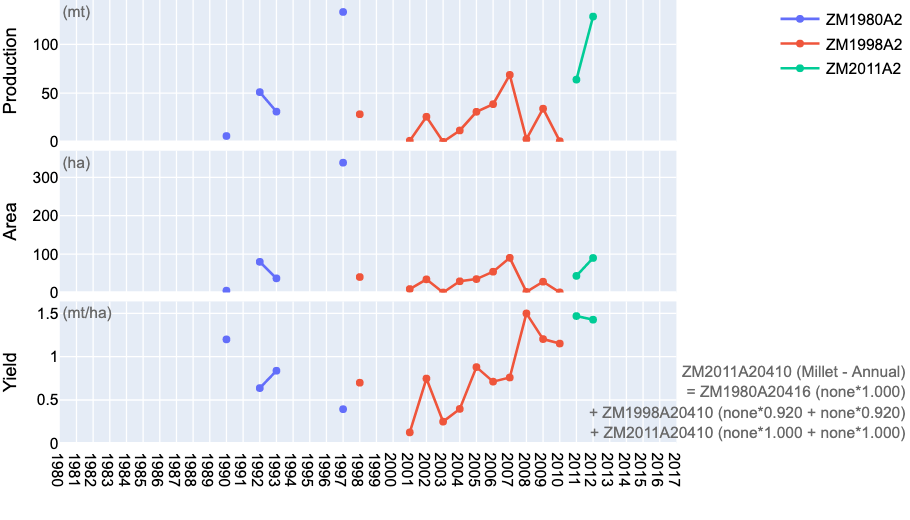 (mt)
Production
100
50
0
ZM1980A2
ZM1998A2
ZM2011A2
(ha)
Area
300
200
100
0
(mt/ha)
Yield
1.5
1
0.5
0
ZM2011A20410 (Millet - Annual)
= ZM1980A20416 (none*1.000)
+ ZM1998A20410 (none*0.920 + none*0.920)
+ ZM2011A20410 (none*1.000 + none*1.000)
1980 1981 1982 1983 1984 1985 1986 1987 1988 1989 1990 1991 1992 1993 1994 1995 1996 1997 1998 1999 2000 2001 2002 2003 2004 2005 2006 2007 2008 2009 2010 2011 2012 2013 2014 2015 2016 2017